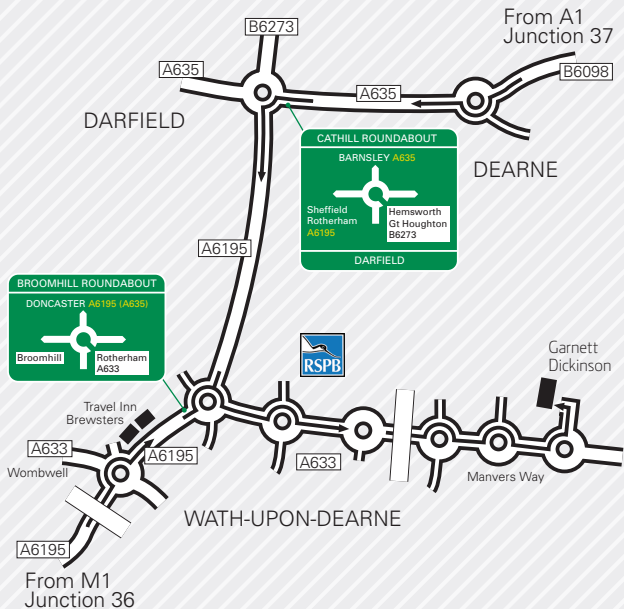 B6273
From A1
Junction 37
A635
A635
B6098
DARFIELD
CATHILL ROUNDABOUT
BARNSLEY A635
Sheffield
Rotherham
A6195
Hemsworth
Gt Houghton
B6273
DARFIELD
DEARNE
A6195
BROOMHILL ROUNDABOUT
DONCASTER A6195 (A635)
Broomhill
Rotherham
A633
RSPB
Garnett
Dickinson
Travel Inn
Brewsters
A633
A6195
A633
Wombwell
Manvers Way
WATH-UPON-DEARNE
A6195
From M1
Junction 36